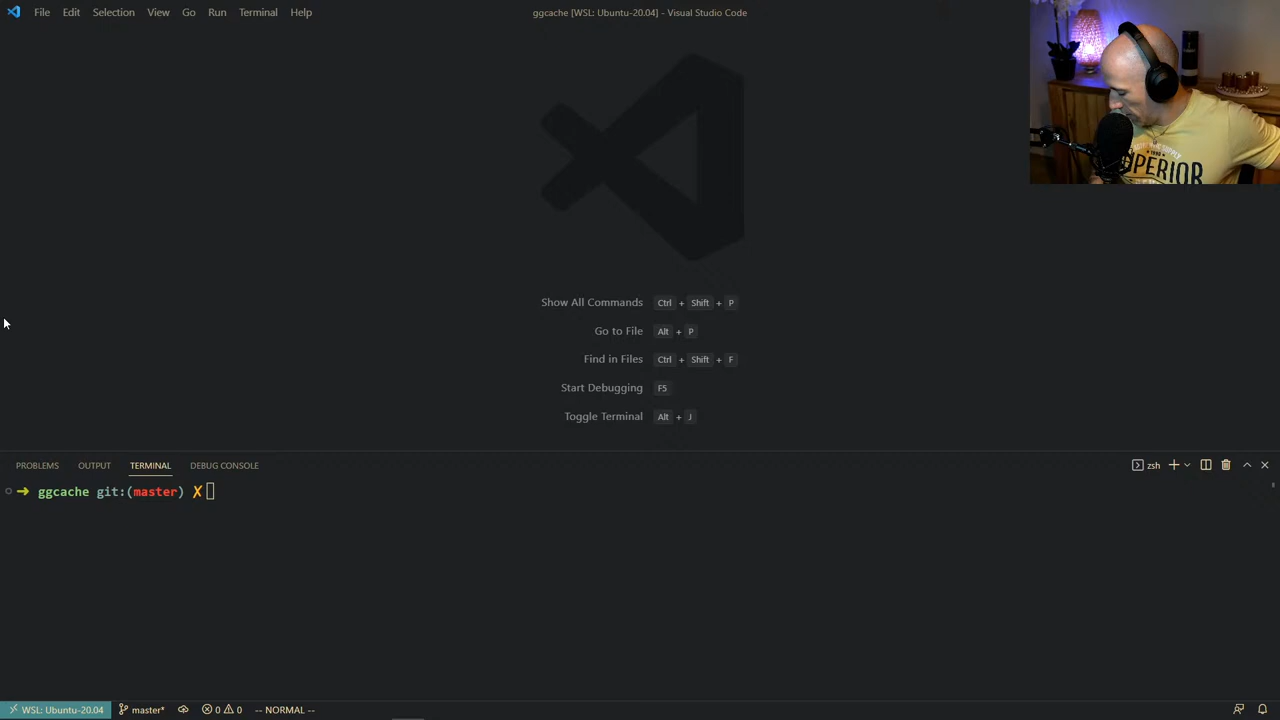 File Edit Selection View Go Run Terminal Help
ggcache [WSL: Ubuntu-20.04] - Visual Studio Code
UPERIOR
Show All Commands Ctrl + Shift + P
Go to File Alt + P
Find in Files Ctrl + Shift + F
Start Debugging F5
Toggle Terminal Alt + J
PROBLEMS OUTPUT TERMINAL DEBUG CONSOLE
zsh
➜ ggcache git:(master) ✗
WSL: Ubuntu-20.04 master* 0 0 -- NORMAL --